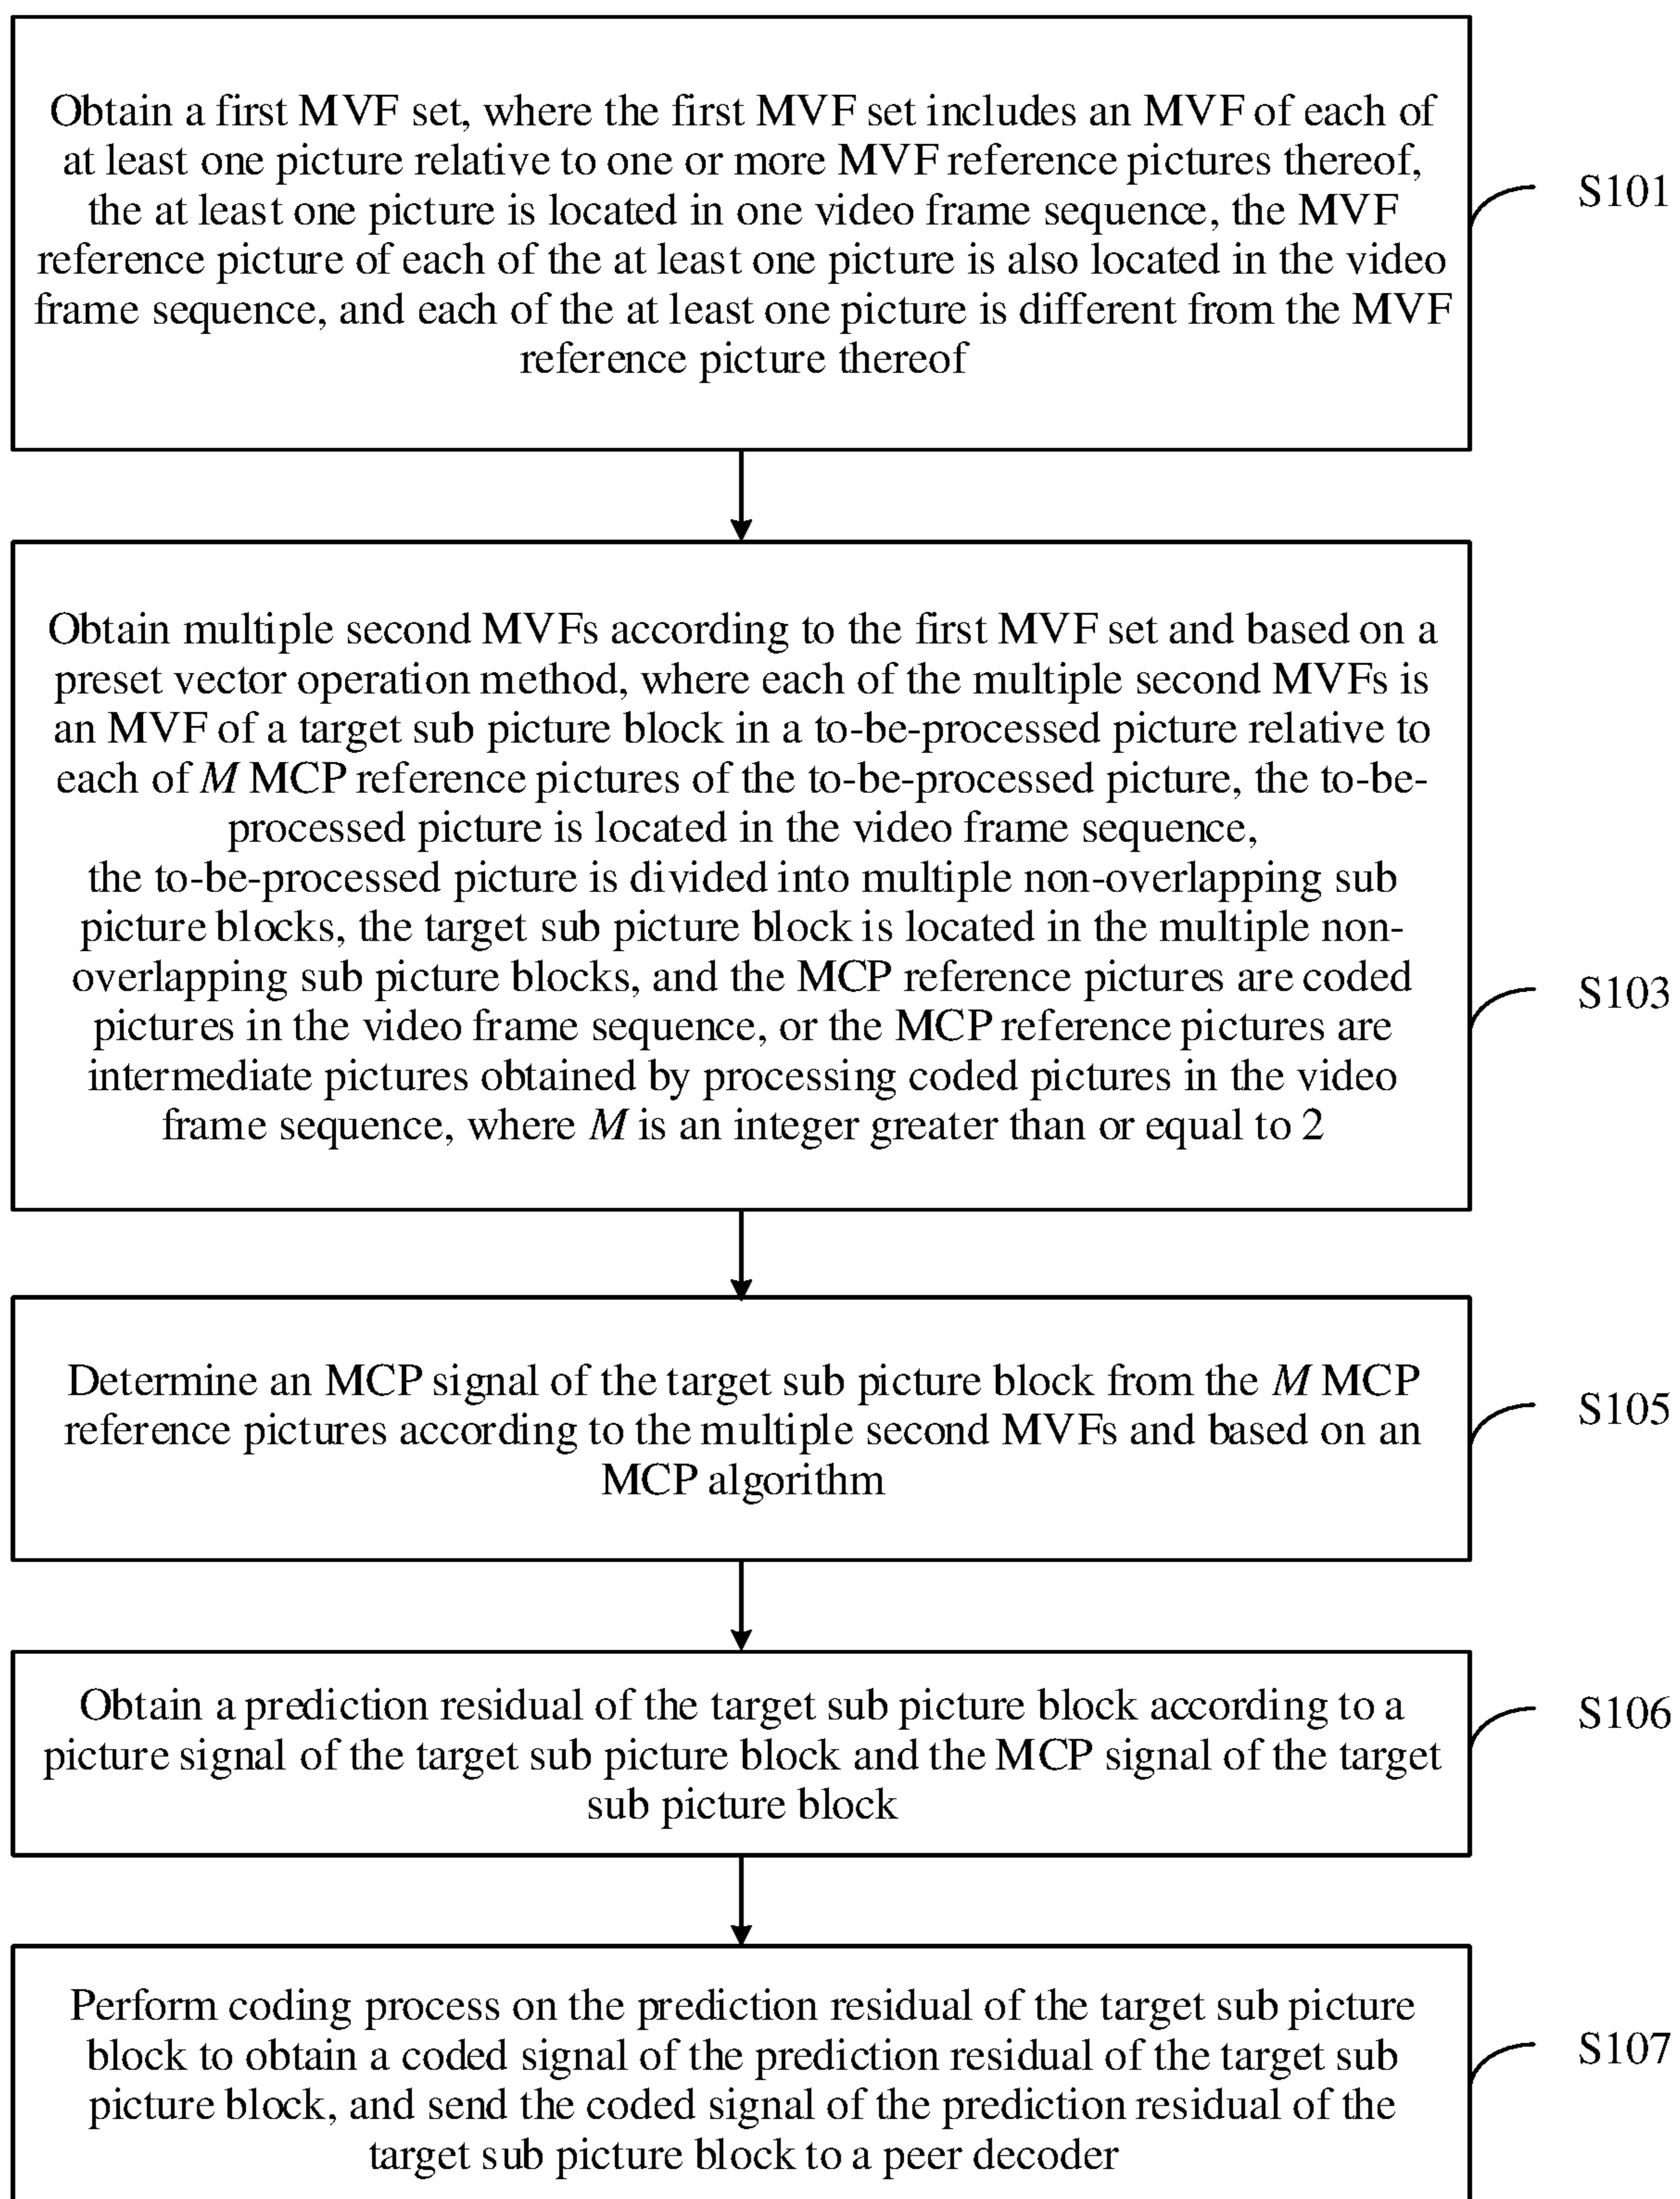 Obtain a first MVF set, where the first MVF set includes an MVF of each of
at least one picture relative to one or more MVF reference pictures thereof,
the at least one picture is located in one video frame sequence, the MVF
reference picture of each of the at least one picture is also located in the video
frame sequence, and each of the at least one picture is different from the MVF
reference picture thereof
S101
Obtain multiple second MVFs according to the first MVF set and based on a
preset vector operation method, where each of the multiple second MVFs is
an MVF of a target sub picture block in a to-be-processed picture relative to
each of M MCP reference pictures of the to-be-processed picture, the to-be-
processed picture is located in the video frame sequence,
the to-be-processed picture is divided into multiple non-overlapping sub
picture blocks, the target sub picture block is located in the multiple non-
overlapping sub picture blocks, and the MCP reference pictures are coded
pictures in the video frame sequence, or the MCP reference pictures are
intermediate pictures obtained by processing coded pictures in the video
frame sequence, where M is an integer greater than or equal to 2
S103
Determine an MCP signal of the target sub picture block from the M MCP
reference pictures according to the multiple second MVFs and based on an
MCP algorithm
S105
Obtain a prediction residual of the target sub picture block according to a
picture signal of the target sub picture block and the MCP signal of the target
sub picture block
S106
Perform coding process on the prediction residual of the target sub picture
block to obtain a coded signal of the prediction residual of the target sub
picture block, and send the coded signal of the prediction residual of the
target sub picture block to a peer decoder
S107